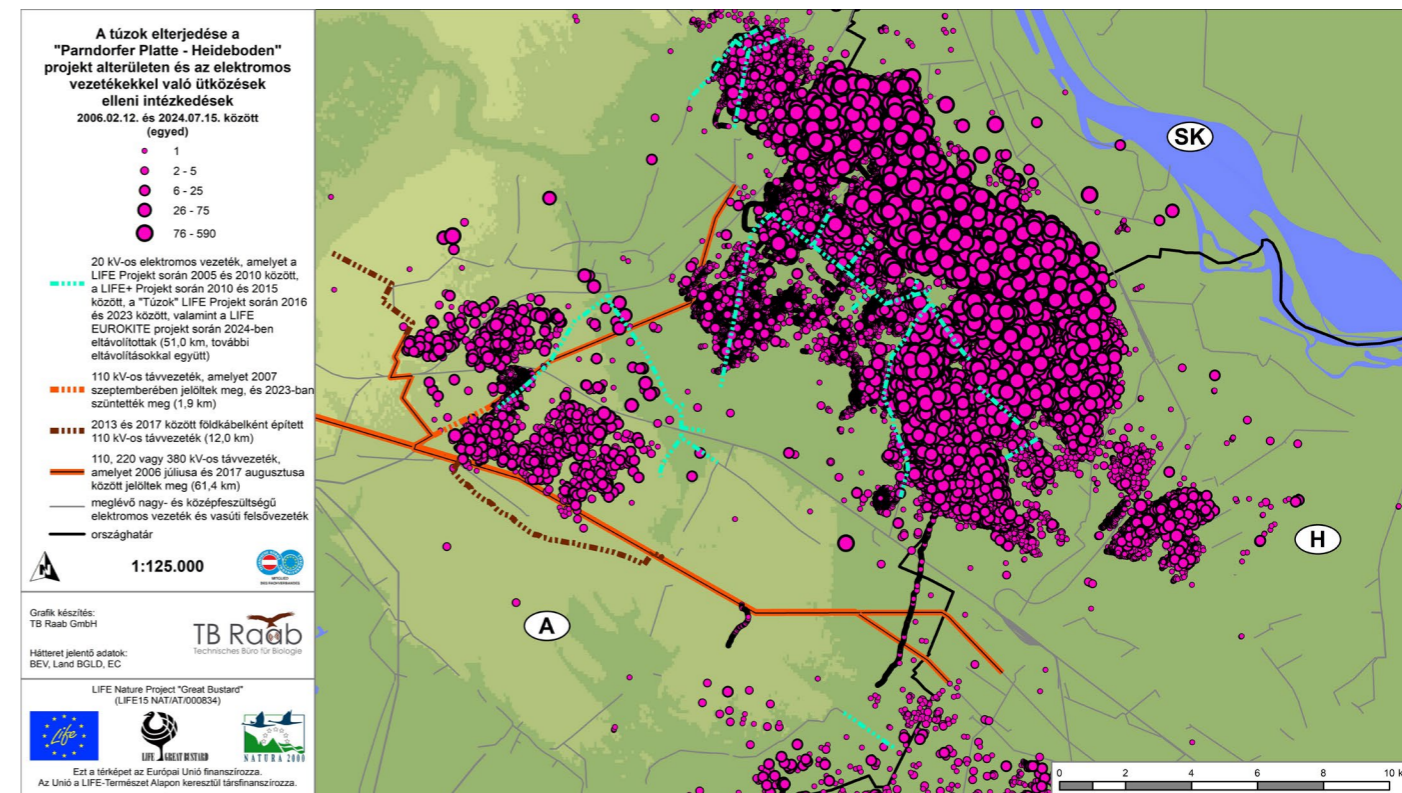 A túzok elterjedése a
"Parndorfer Platte - Heideboden"
projekt alterületen és az elektromos
vezetékekkel való ütközések
elleni intézkedések
2006.02.12. és 2024.07.15. között
(egyed)
1
2 - 5
6 - 25
26 - 75
76 - 590
20 kV-os elektromos vezeték, amelyet a
LIFE Projekt során 2005 és 2010 között,
a LIFE+ Projekt során 2010 és 2015
között, a "Túzok" LIFE Projekt során 2016
és 2023 között, valamint a LIFE
EUROKITE projekt során 2024-ben
eltávolítottak (51,0 km, további
eltávolításokkal együtt)
110 kV-os távvezeték, amelyet 2007
szeptemberében jelöltek meg, és 2023-ban
szüntették meg (1,9 km)
2013 és 2017 között földkábelként épített
110 kV-os távvezeték (12,0 km)
110, 220 vagy 380 kV-os távvezeték,
amelyet 2006 júliusa és 2017 augusztusa
között jelöltek meg (61,4 km)
meglévő nagy- és középfeszültségű
elektromos vezeték és vasúti felsővezeték
országhatár
N
1:125.000
Grafik készítés:
TB Raab GmbH
TB Raab
Technisches Büro für Biologie
Hátteret jelentő adatok:
BEV, Land BGLD, EC
LIFE Nature Project "Great Bustard"
(LIFE15 NAT/AT/000834)
Life
LIFE GREAT BUSTARD
NATURA 2000
Ezt a térképet az Európai Unió finanszírozza.
Az Unió a LIFE-Természet Alapon keresztül társfinanszírozza.
SK
H
A
0 2 4 6 8 10 k